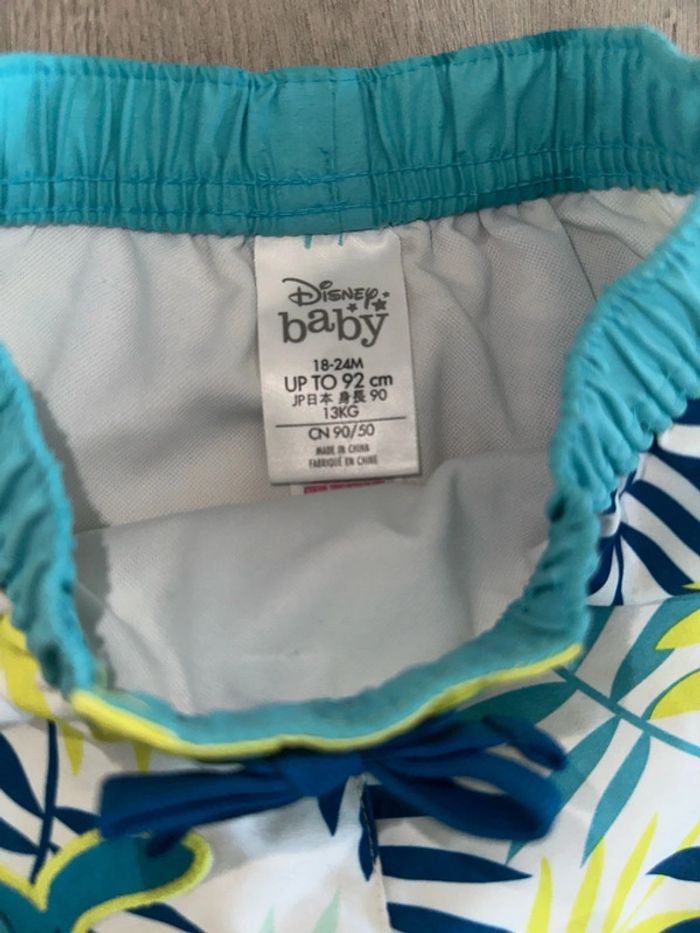 Disney
baby
18-24M
UP TO 92 cm
JP日本 身長 90
13KG
CN 90/50
MADE IN CHINA
FABRIQUÉ EN CHINE